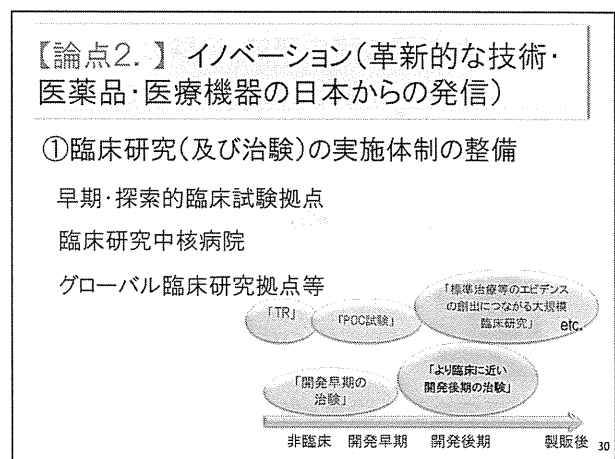 【論点2.】 イノベーション(革新的な技術・
医薬品・医療機器の日本からの発信)
①臨床研究(及び治験)の実施体制の整備
早期・探索的臨床試験拠点
臨床研究中核病院
グローバル臨床研究拠点等
「TR」
「POC試験」
「標準治療等のエビデンス
の創出につながる大規模
臨床研究」
etc.
「開発早期の
治験」
「より臨床に近い
開発後期の治験」
非臨床 開発早期 開発後期 製販後
30